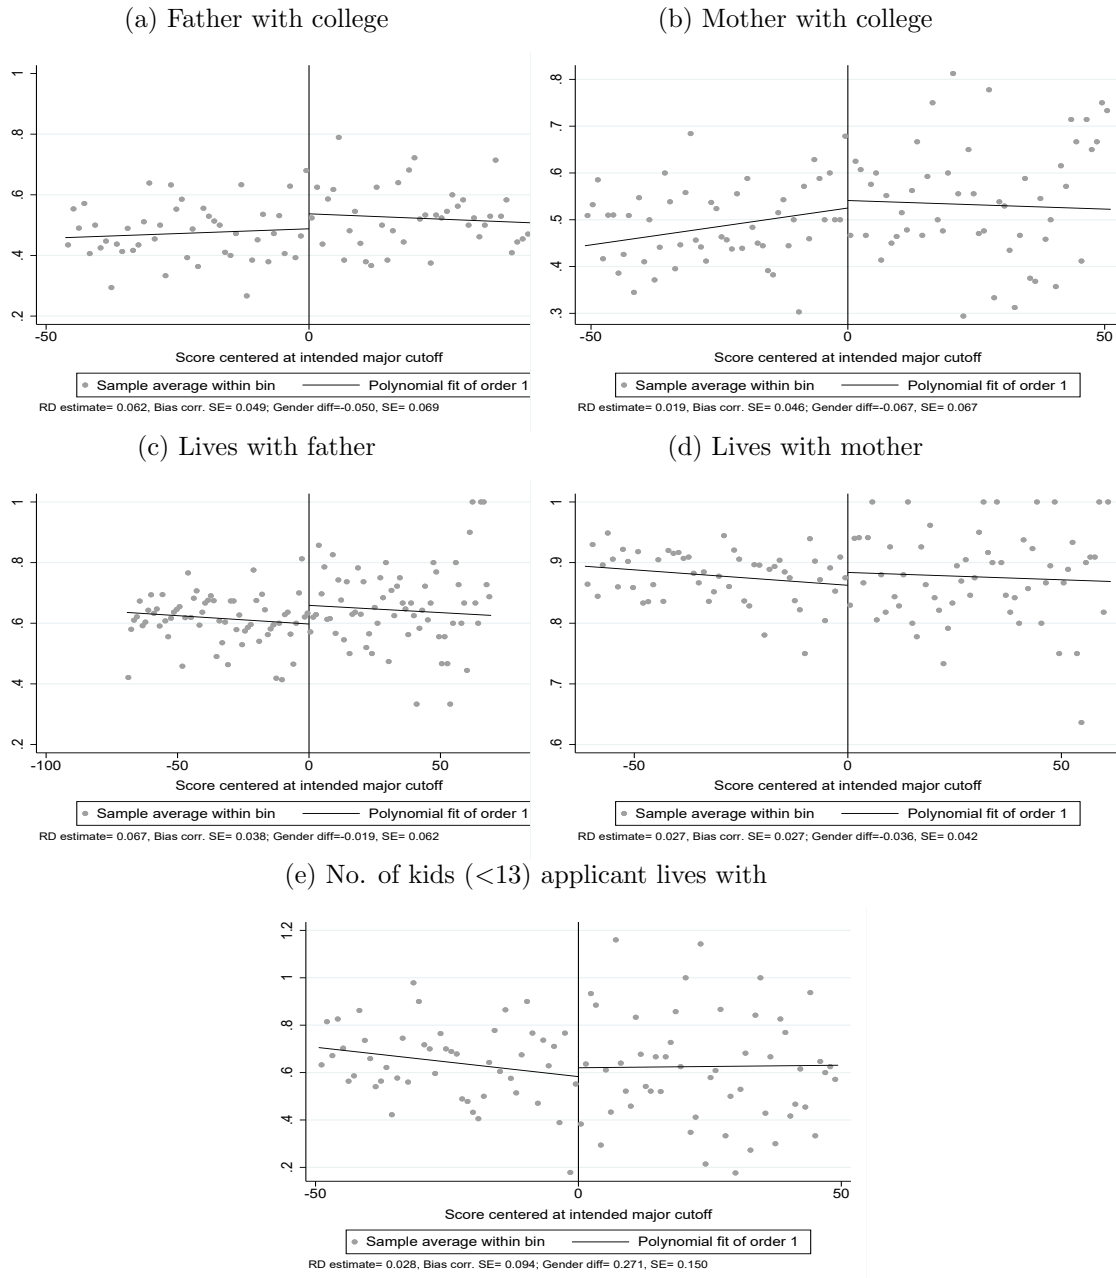 (a) Father with college
1
.8
.6
.4
.2
-50
0
Score centered at intended major cutoff
Sample average within bin
Polynomial fit of order 1
RD estimate= 0.062, Bias corr. SE= 0.049; Gender diff=-0.050, SE= 0.069
(b) Mother with college
.8
.7
.6
.5
.4
.3
-50
0
50
Score centered at intended major cutoff
Sample average within bin
Polynomial fit of order 1
RD estimate= 0.019, Bias corr. SE= 0.046; Gender diff=-0.067, SE= 0.067
(c) Lives with father
1
.8
.6
.4
.2
-100
-50
0
50
Score centered at intended major cutoff
Sample average within bin
Polynomial fit of order 1
RD estimate= 0.067, Bias corr. SE= 0.038; Gender diff=-0.019, SE= 0.062
(d) Lives with mother
1
.9
.8
.7
.6
-50
0
50
Score centered at intended major cutoff
Sample average within bin
Polynomial fit of order 1
RD estimate= 0.027, Bias corr. SE= 0.027; Gender diff=-0.036, SE= 0.042
(e) No. of kids (<13) applicant lives with
1.2
1
.8
.6
.4
.2
-50
0
50
Score centered at intended major cutoff
Sample average within bin
Polynomial fit of order 1
RD estimate= 0.028, Bias corr. SE= 0.094; Gender diff= 0.271, SE= 0.150